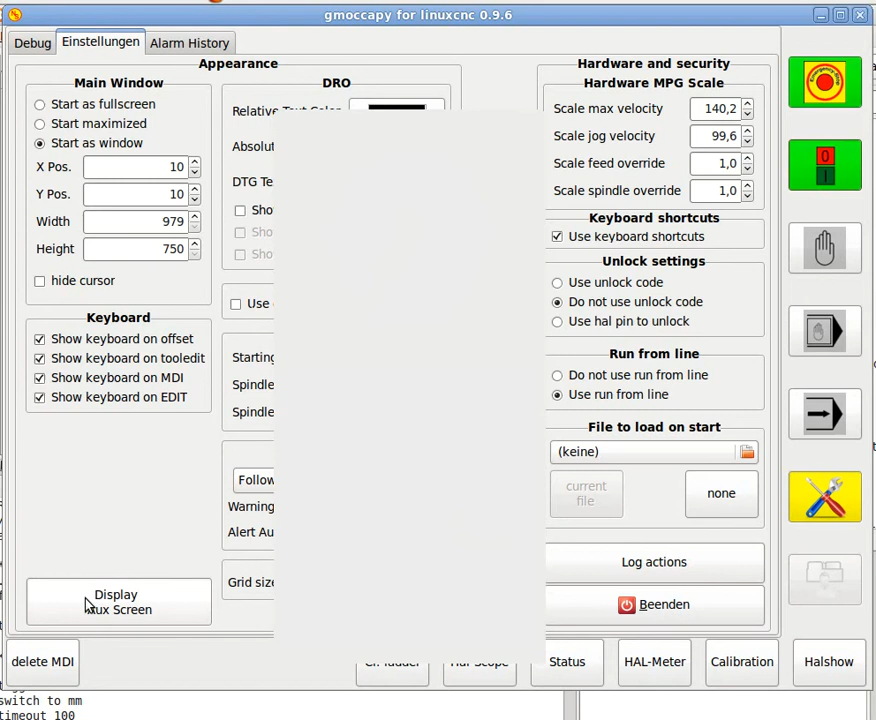 gmoccapy for linuxcnc 0.9.6
Debug
Einstellungen
Alarm History
Appearance
Main Window
Start as fullscreen
Start maximized
Start as window
X Pos. 10
Y Pos. 10
Width 979
Height 750
hide cursor
Keyboard
Show keyboard on offset
Show keyboard on tooledit
Show keyboard on MDI
Show keyboard on EDIT
Display
ux Screen
DRO
Relative Text Color
Absolut
DTG Te
Sho
Sho
Sho
Use
Starting
Spindle
Spindle
Follow
Warning
Alert Au
Grid size
Hardware and security
Hardware MPG Scale
Scale max velocity 140,2
Scale jog velocity 99,6
Scale feed override 1,0
Scale spindle override 1,0
Keyboard shortcuts
Use keyboard shortcuts
Unlock settings
Use unlock code
Do not use unlock code
Use hal pin to unlock
Run from line
Do not use run from line
Use run from line
File to load on start
(keine)
current
file
none
Log actions
Beenden
0
I
delete MDI
Status
HAL-Meter
Calibration
Halshow
switch to mm
timeout 100